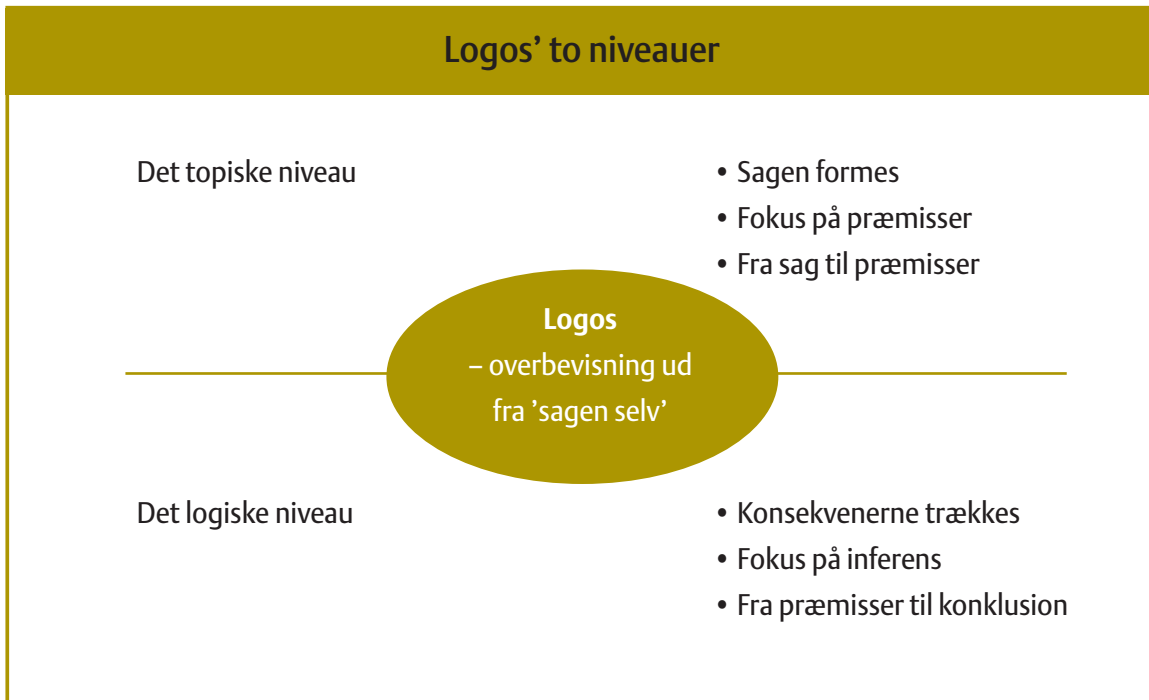 Logos’ to niveauer
Det topiske niveau
• Sagen formes
• Fokus på præmisser
• Fra sag til præmisser
Logos
– overbevisning ud
fra ’sagen selv’
Det logiske niveau
• Konsekvenerne trækkes
• Fokus på inferens
• Fra præmisser til konklusion